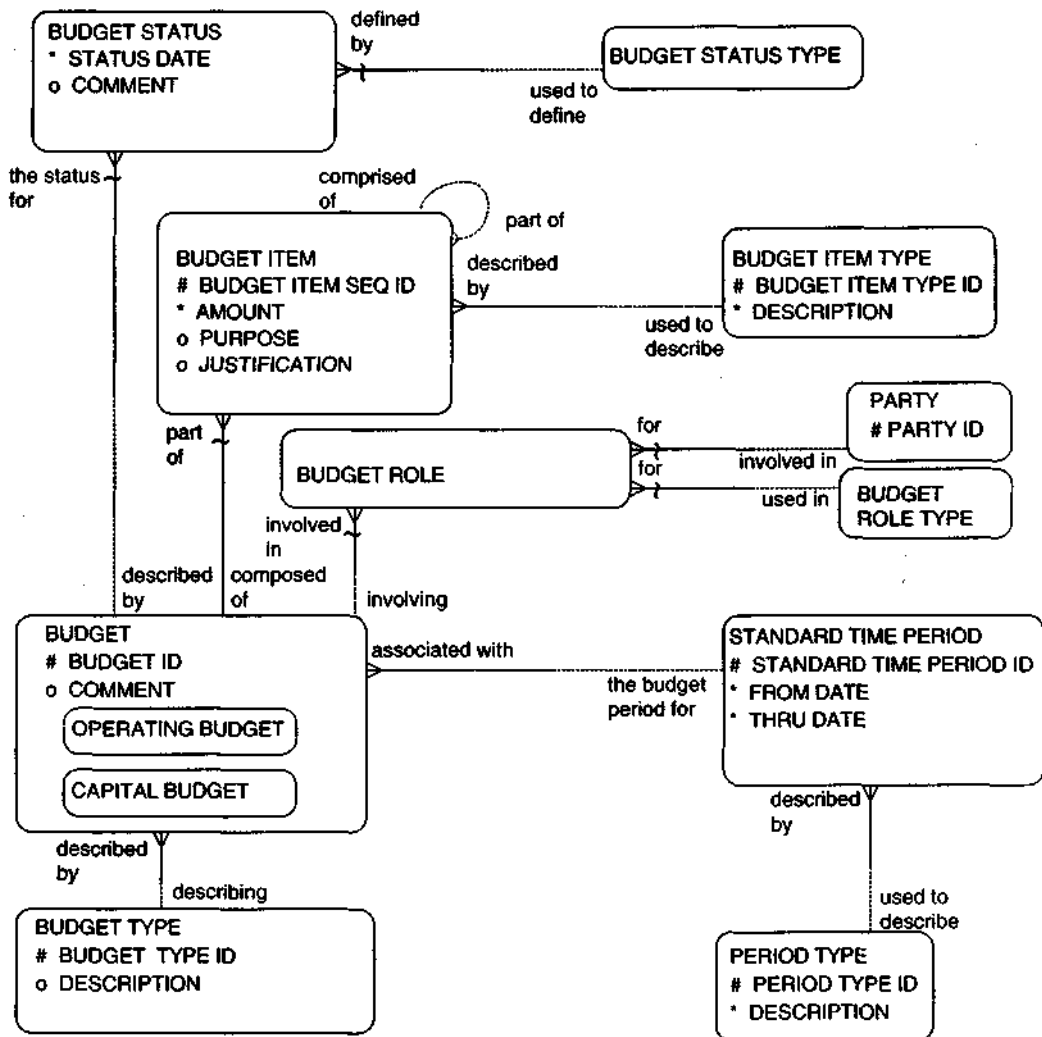 BUDGET STATUS
* STATUS DATE
o COMMENT
defined
by
used to
define
BUDGET STATUS TYPE
the status
for
comprised
of
part of
BUDGET ITEM
# BUDGET ITEM SEQ ID
* AMOUNT
o PURPOSE
o JUSTIFICATION
described
by
used to
describe
BUDGET ITEM TYPE
# BUDGET ITEM TYPE ID
* DESCRIPTION
part
of
BUDGET ROLE
for
involved in
PARTY
# PARTY ID
for
used in
BUDGET
ROLE TYPE
involved
in
described
by
composed
of
involving
BUDGET
# BUDGET ID
o COMMENT
OPERATING BUDGET
CAPITAL BUDGET
associated with
the budget
period for
STANDARD TIME PERIOD
# STANDARD TIME PERIOD ID
* FROM DATE
* THRU DATE
described
by
describing
described
by
used to
describe
BUDGET TYPE
# BUDGET TYPE ID
o DESCRIPTION
PERIOD TYPE
# PERIOD TYPE ID
* DESCRIPTION